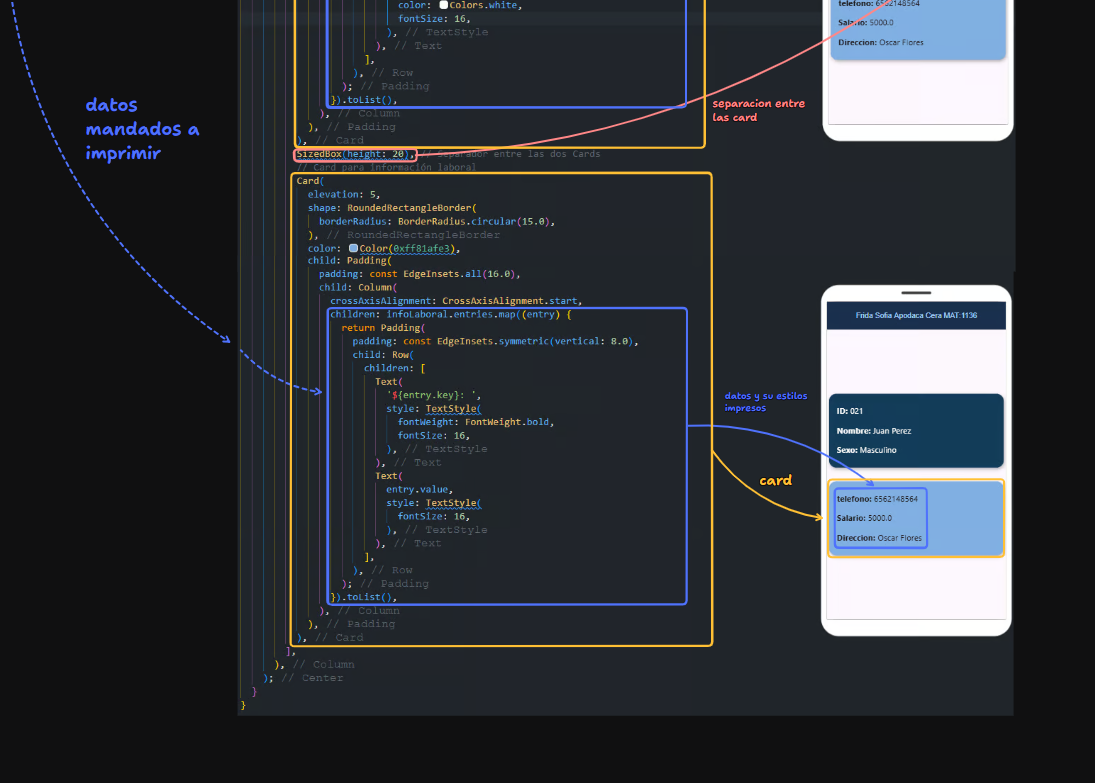 color: Colors.white,
fontSize: 16,
), // TextStyle
), // Text
],
), // Row
); // Padding
}).toList(),
), // Column
), // Padding
), // Card
SizedBox(height: 20), // Separador entre las dos Cards
// Card para información laboral
Card(
elevation: 5,
shape: RoundedRectangleBorder(
borderRadius: BorderRadius.circular(15.0),
), // RoundedRectangleBorder
color: Color(0xff81afe3),
child: Padding(
padding: const EdgeInsets.all(16.0),
child: Column(
crossAxisAlignment: CrossAxisAlignment.start,
children: infoLaboral.entries.map((entry) {
return Padding(
padding: const EdgeInsets.symmetric(vertical: 8.0),
child: Row(
children: [
Text(
'${entry.key}: ',
style: TextStyle(
fontWeight: FontWeight.bold,
fontSize: 16,
), // TextStyle
), // Text
Text(
entry.value,
style: TextStyle(
fontSize: 16,
), // TextStyle
), // Text
],
), // Row
); // Padding
}).toList(),
), // Column
), // Padding
), // Card
],
), // Column
); // Center
}
}
datos
mandados a
imprimir
separacion entre
las card
datos y su estilos
impresos
card
telefono: 6562148564
Salario: 5000.0
Direccion: Oscar Flores
Frida Sofia Apodaca Cera MAT:1136
ID: 021
Nombre: Juan Perez
Sexo: Masculino
telefono: 6562148564
Salario: 5000.0
Direccion: Oscar Flores